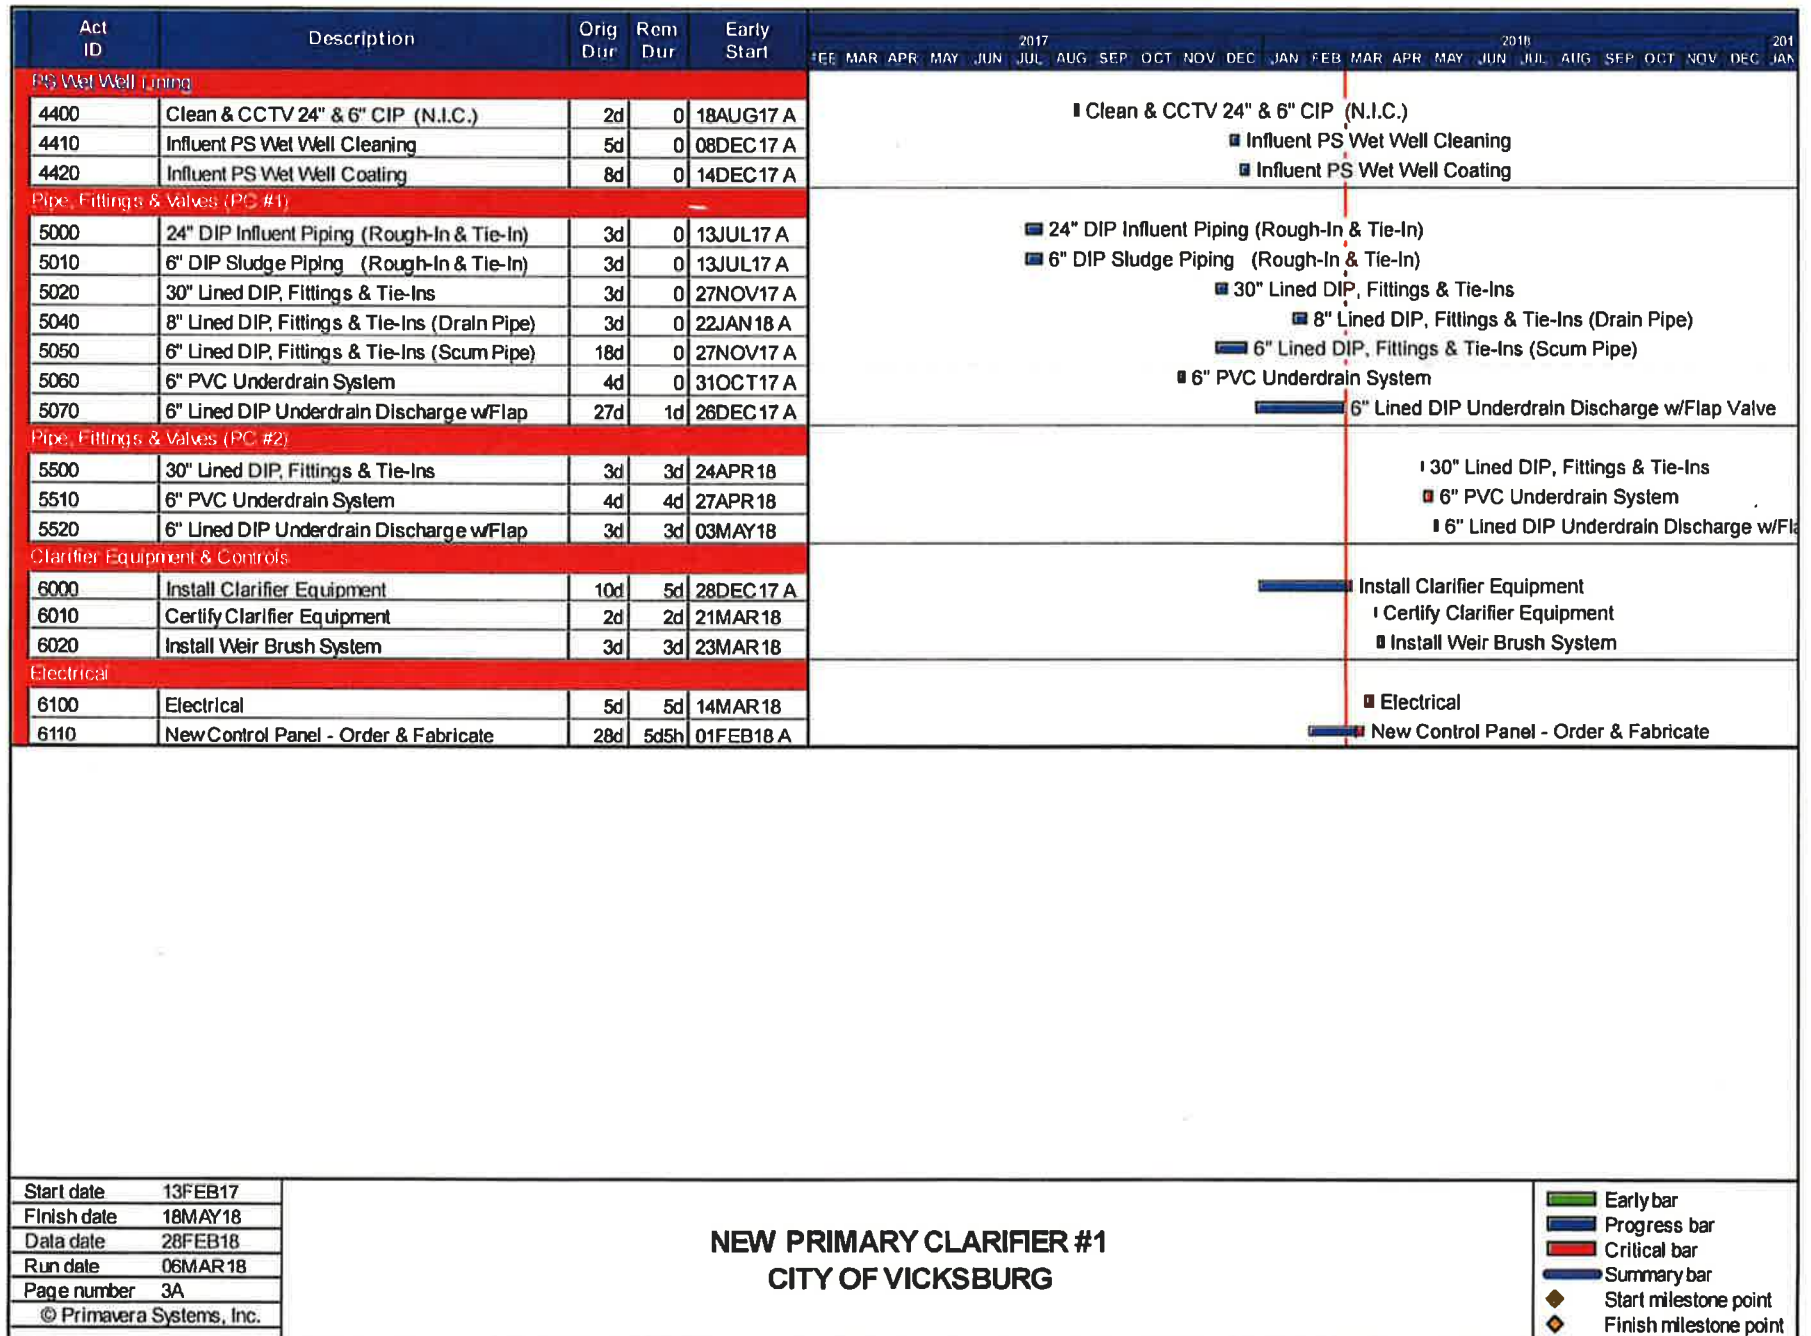 Act ID Description Orig Dur Rem Dur Early Start
2017 2018 201
FEB MAR APR MAY JUN JUL AUG SEP OCT NOV DEC JAN FEB MAR APR MAY JUN JUL AUG SEP OCT NOV DEC JAN
PS Wet Well Lining
4400 Clean & CCTV 24" & 6" CIP (N.I.C.) 2d 0 18AUG17 A Clean & CCTV 24" & 6" CIP (N.I.C.)
4410 Influent PS Wet Well Cleaning 5d 0 08DEC17 A Influent PS Wet Well Cleaning
4420 Influent PS Wet Well Coating 8d 0 14DEC17 A Influent PS Wet Well Coating
Pipe, Fittings & Valves (PC #1)
5000 24" DIP Influent Piping (Rough-In & Tie-In) 3d 0 13JUL17 A 24" DIP Influent Piping (Rough-In & Tie-In)
5010 6" DIP Sludge Piping (Rough-In & Tie-In) 3d 0 13JUL17 A 6" DIP Sludge Piping (Rough-In & Tie-In)
5020 30" Lined DIP, Fittings & Tie-Ins 3d 0 27NOV17 A 30" Lined DIP, Fittings & Tie-Ins
5040 8" Lined DIP, Fittings & Tie-Ins (Drain Pipe) 3d 0 22JAN18 A 8" Lined DIP, Fittings & Tie-Ins (Drain Pipe)
5050 6" Lined DIP, Fittings & Tie-Ins (Scum Pipe) 18d 0 27NOV17 A 6" Lined DIP, Fittings & Tie-Ins (Scum Pipe)
5060 6" PVC Underdrain System 4d 0 31OCT17 A 6" PVC Underdrain System
5070 6" Lined DIP Underdrain Discharge w/Flap 27d 1d 26DEC17 A 6" Lined DIP Underdrain Discharge w/Flap Valve
Pipe, Fittings & Valves (PC #2)
5500 30" Lined DIP, Fittings & Tie-Ins 3d 3d 24APR18 30" Lined DIP, Fittings & Tie-Ins
5510 6" PVC Underdrain System 4d 4d 27APR18 6" PVC Underdrain System
5520 6" Lined DIP Underdrain Discharge w/Flap 3d 3d 03MAY18 6" Lined DIP Underdrain Discharge w/Fla
Clarifier Equipment & Controls
6000 Install Clarifier Equipment 10d 5d 28DEC17 A Install Clarifier Equipment
6010 Certify Clarifier Equipment 2d 2d 21MAR18 Certify Clarifier Equipment
6020 Install Weir Brush System 3d 3d 23MAR18 Install Weir Brush System
Electrical
6100 Electrical 5d 5d 14MAR18 Electrical
6110 New Control Panel - Order & Fabricate 28d 5d5h 01FEB18 A New Control Panel - Order & Fabricate
Start date 13FEB17
Finish date 18MAY18
Data date 28FEB18
Run date 06MAR18
Page number 3A
© Primavera Systems, Inc.
NEW PRIMARY CLARIFIER #1
CITY OF VICKSBURG
Early bar
Progress bar
Critical bar
Summary bar
Start milestone point
Finish milestone point